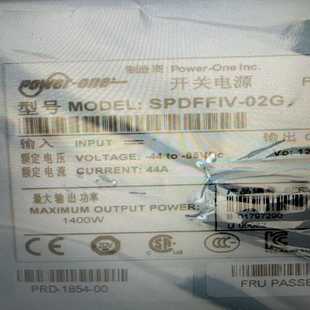 制造商 Power-One Inc.
power-one 开关电源
型号 MODEL: SPDFFIV-02G
输入 INPUT
额定电压 VOLTAGE: -44 to -65VDC
额定电流 CURRENT: 44A
最大输出功率
MAXIMUM OUTPUT POWER
1400W
PRD-1854-00
FRU PASSE